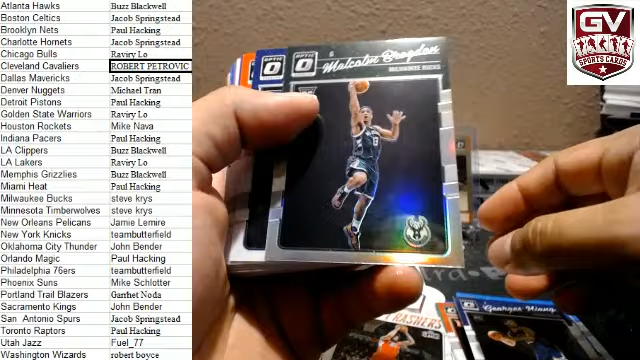 Atlanta Hawks Buzz Blackwell
Boston Celtics Jacob Springstead
Brooklyn Nets Paul Hacking
Charlotte Hornets Jacob Springstead
Chicago Bulls Raviry Lo
Cleveland Cavaliers ROBERT PETROVIC
Dallas Mavericks Jacob Springstead
Denver Nuggets Michael Tran
Detroit Pistons Paul Hacking
Golden State Warriors Raviry Lo
Houston Rockets Mike Nava
Indiana Pacers Paul Hacking
LA Clippers Buzz Blackwell
LA Lakers Raviry Lo
Memphis Grizzlies Buzz Blackwell
Miami Heat Paul Hacking
Milwaukee Bucks steve krys
Minnesota Timberwolves steve krys
New Orleans Pelicans Jamie Lemire
New York Knicks teambutterfield
Oklahoma City Thunder John Bender
Orlando Magic Paul Hacking
Philadelphia 76ers teambutterfield
Phoenix Suns Mike Schlotter
Portland Trail Blazers Garrhet Noda
Sacramento Kings John Bender
San Antonio Spurs Jacob Springstead
Toronto Raptors Paul Hacking
Utah Jazz Fuel_77
Washington Wizards robert boyce
OPTIC
Malcolm Brogdon
MILWAUKEE BUCKS
Georges Niang
GV
SPORTS CARDS